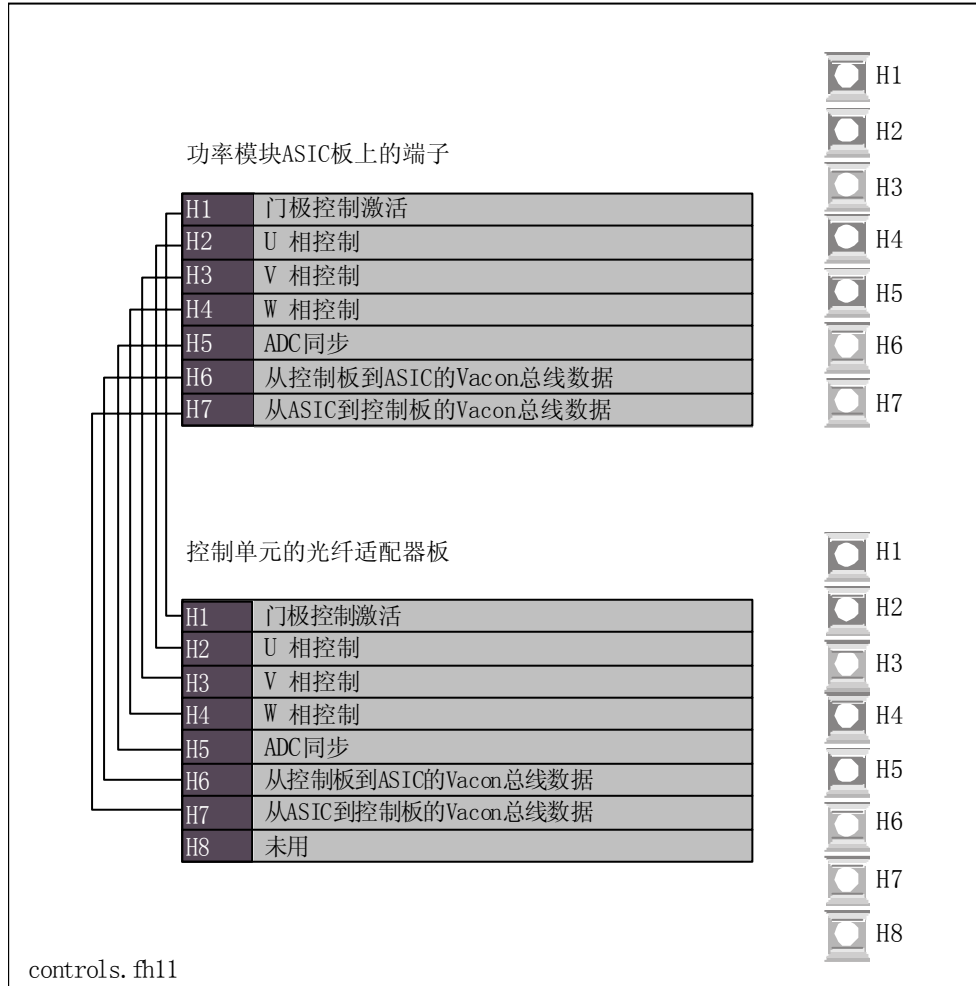 功率模块ASIC板上的端子
H1 门极控制激活
H2 U 相控制
H3 V 相控制
H4 W 相控制
H5 ADC同步
H6 从控制板到ASIC的Vacon总线数据
H7 从ASIC到控制板的Vacon总线数据
H1
H2
H3
H4
H5
H6
H7
控制单元的光纤适配器板
H1 门极控制激活
H2 U 相控制
H3 V 相控制
H4 W 相控制
H5 ADC同步
H6 从控制板到ASIC的Vacon总线数据
H7 从ASIC到控制板的Vacon总线数据
H8 未用
H1
H2
H3
H4
H5
H6
H7
H8
controls.fh11